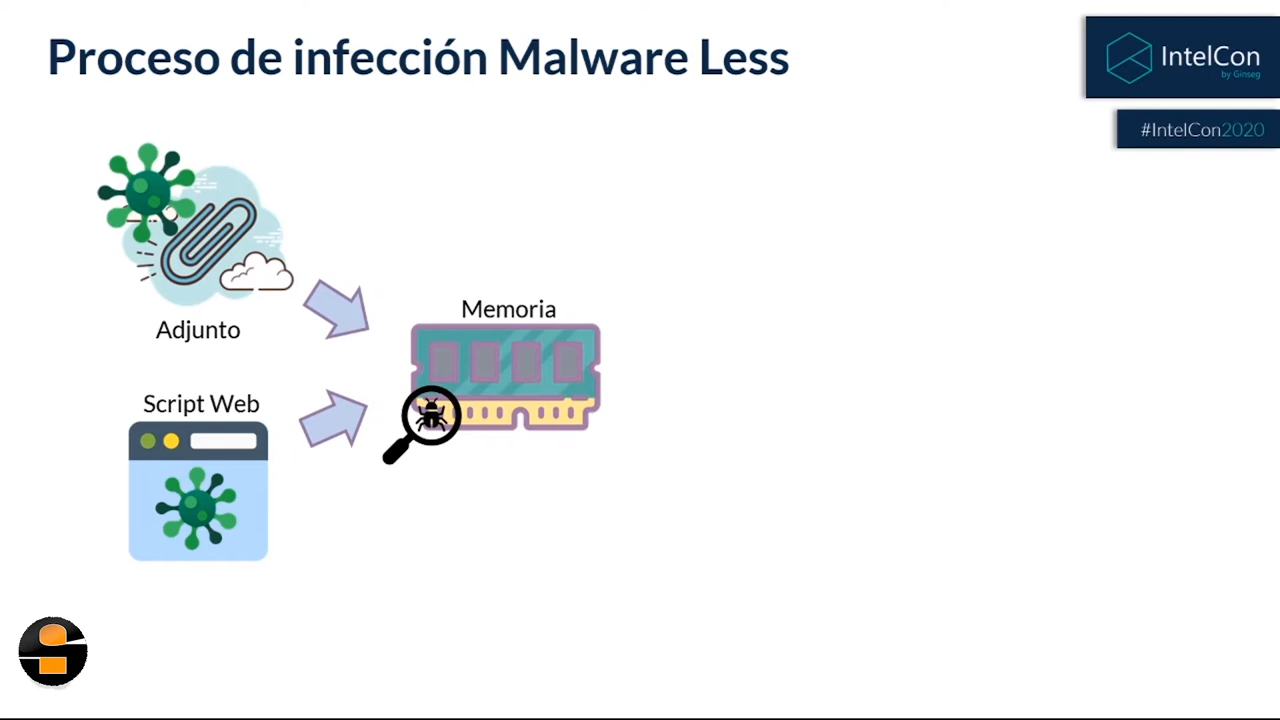 Proceso de infección Malware Less
IntelCon
by Ginseg
#IntelCon2020
Adjunto
Memoria
Script Web